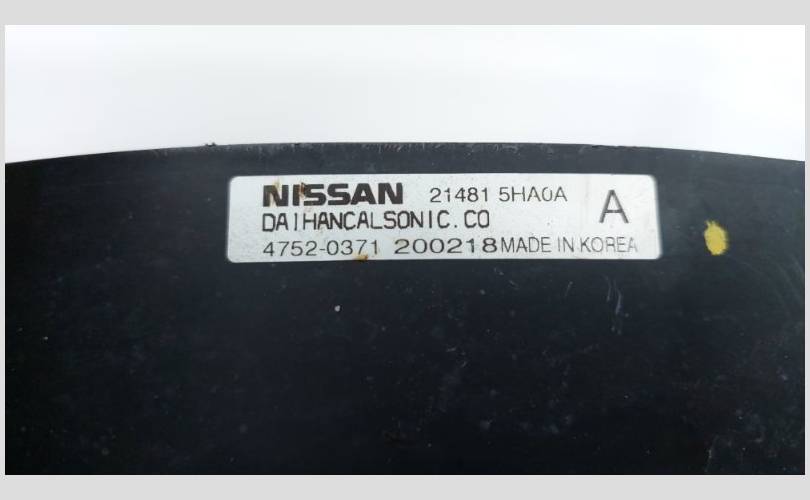 NISSAN 21481 5HA0A A
DAIHANCALSONIC.CO
4752-0371 200218 MADE IN KOREA